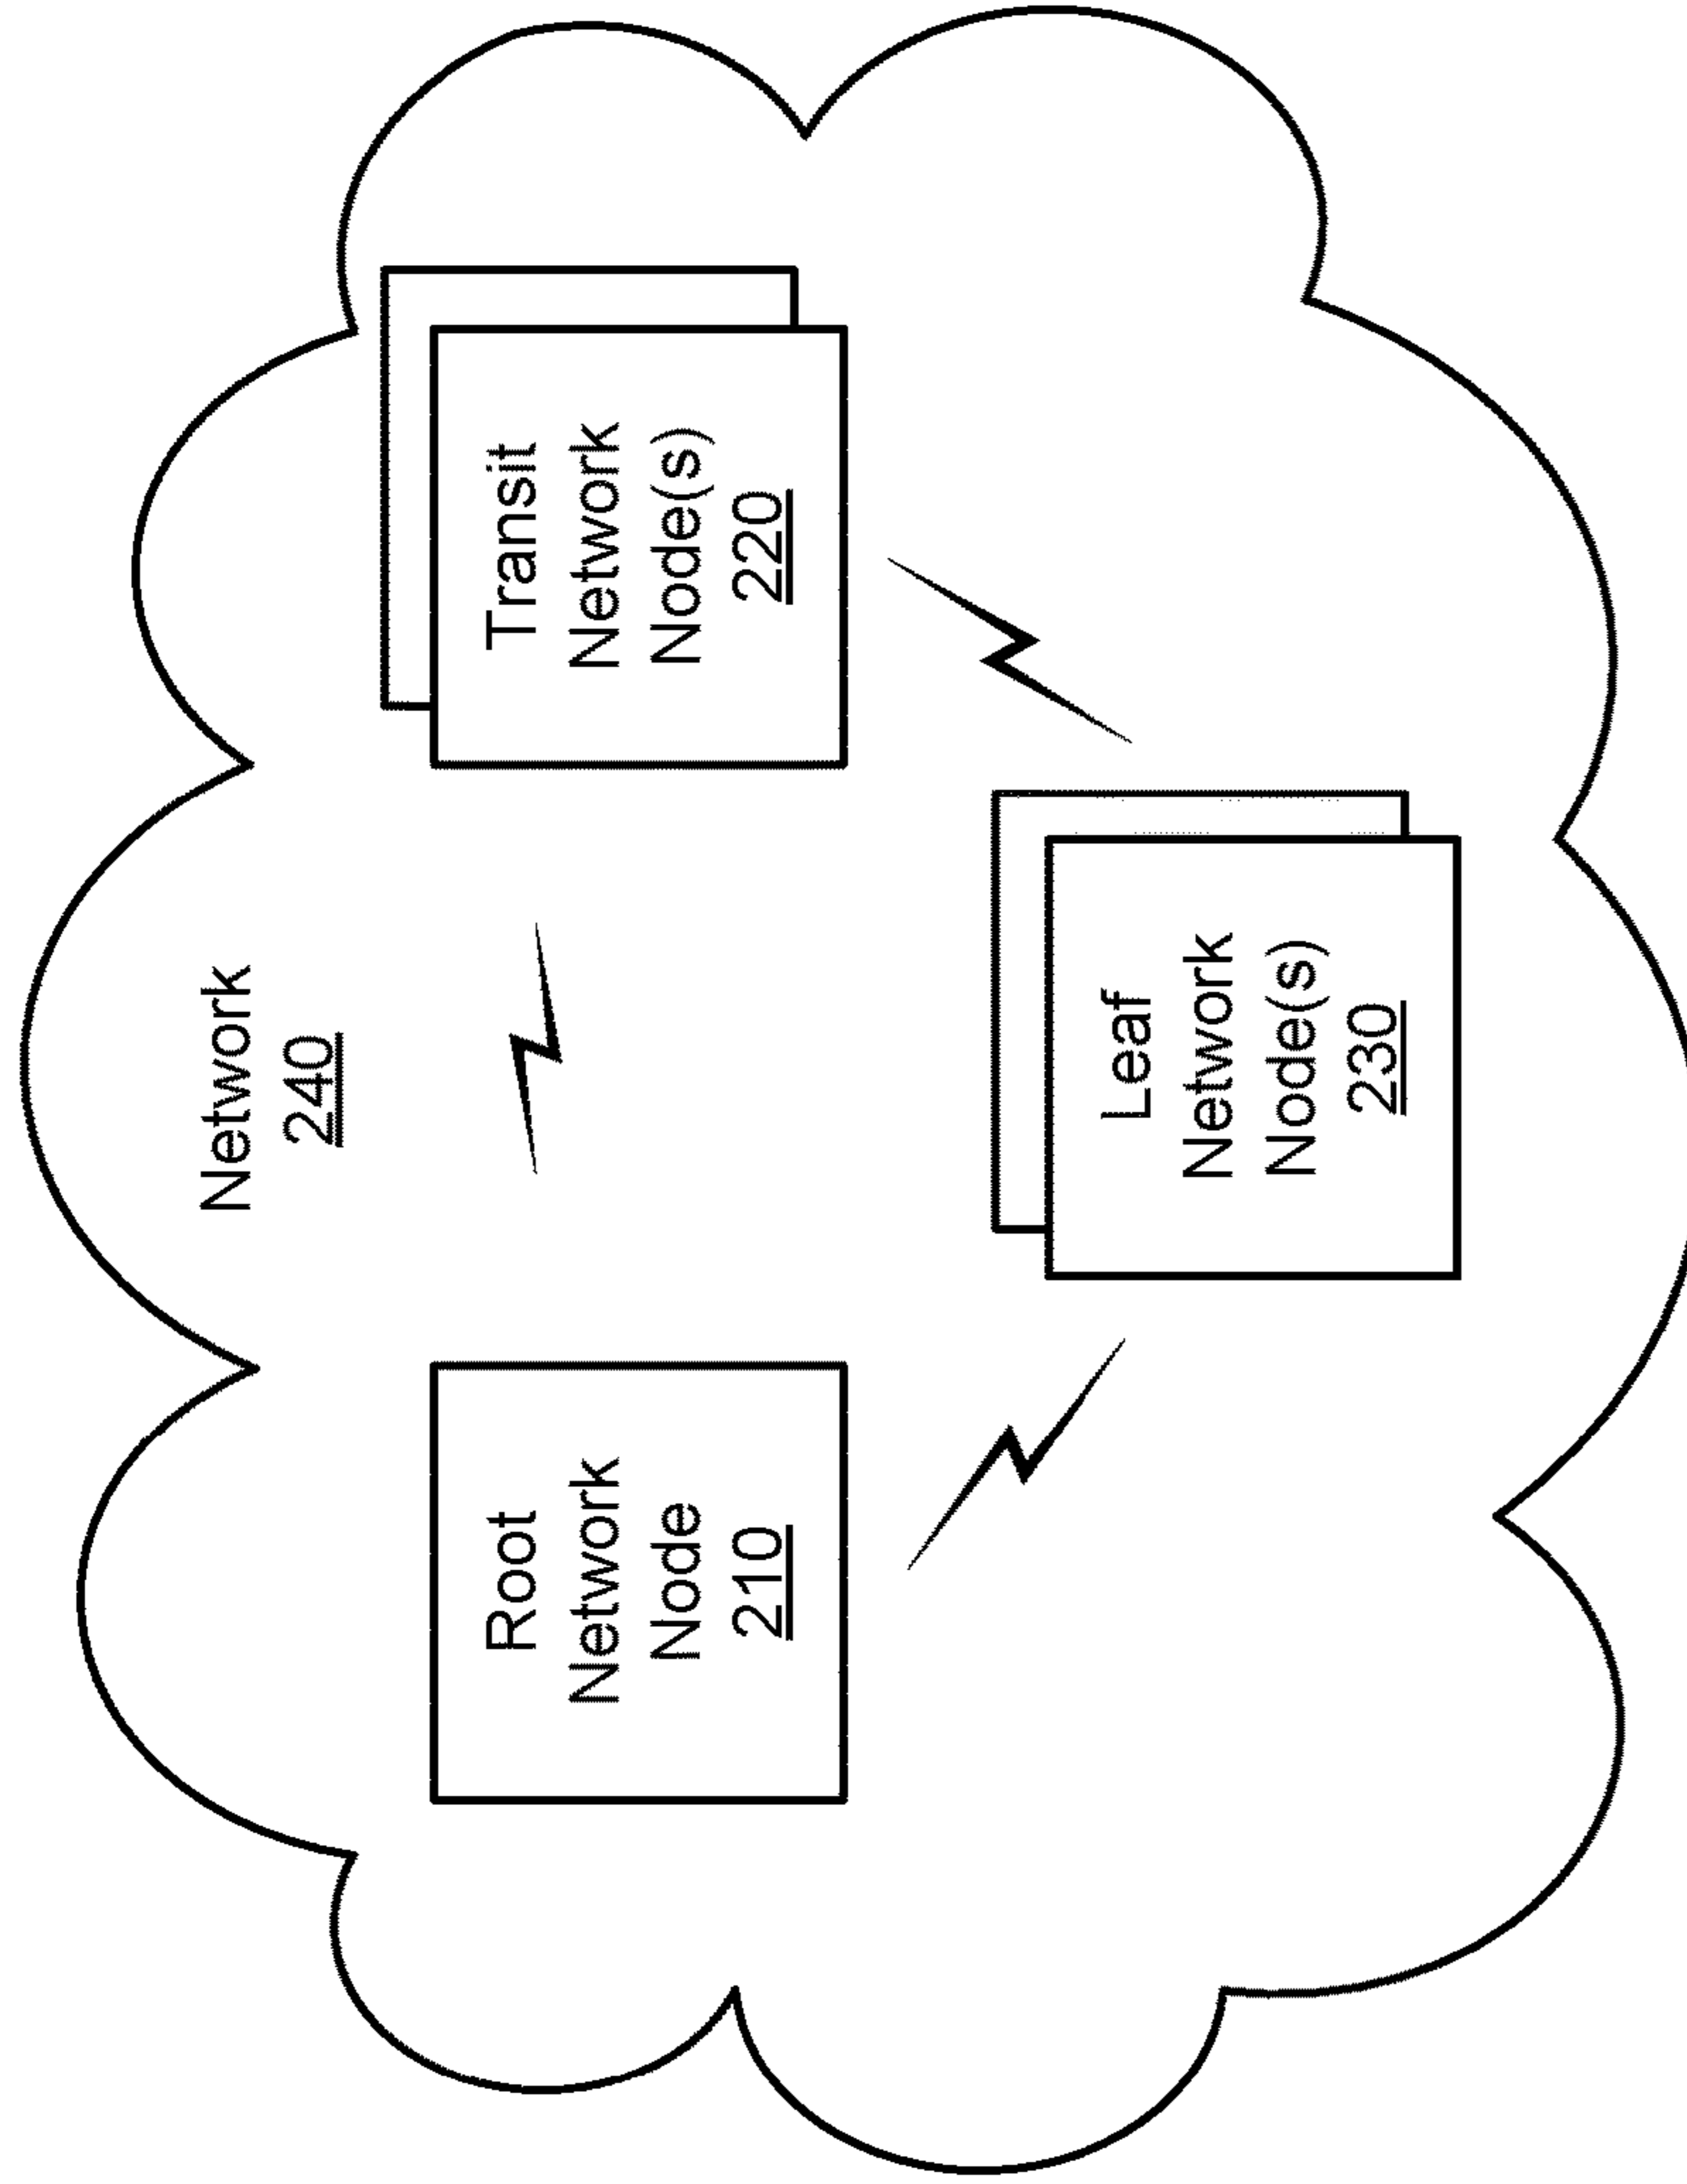 Network
240
Root
Network
Node
210
Transit
Network
Node(s)
220
Leaf
Network
Node(s)
230